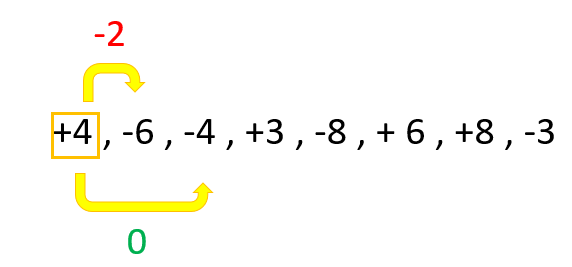 -2
+4 , -6 , -4 , +3 , -8 , + 6 , +8 , -3
0